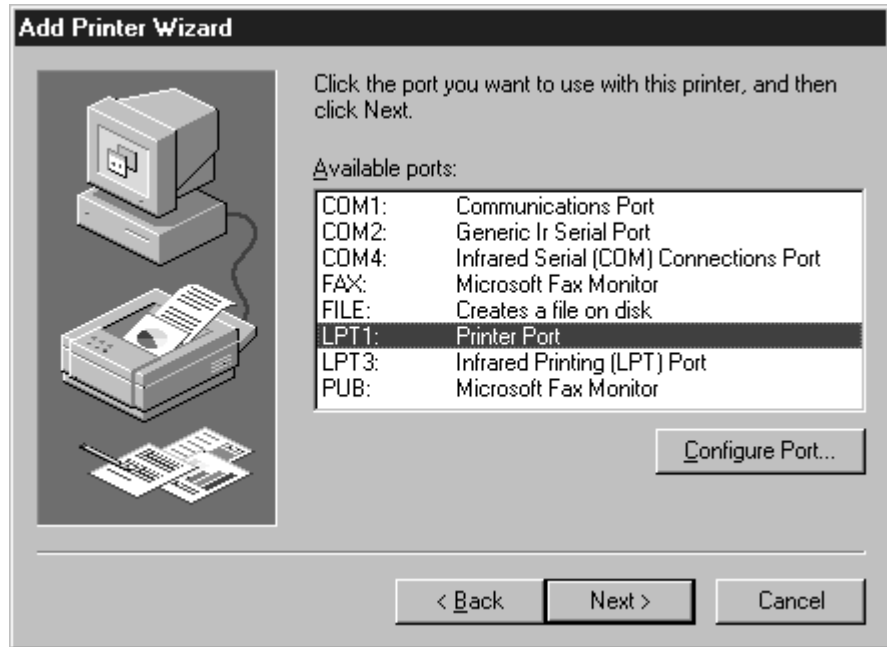 Add Printer Wizard
Click the port you want to use with this printer, and then
click Next.
Available ports:
COM1: Communications Port
COM2: Generic Ir Serial Port
COM4: Infrared Serial (COM) Connections Port
FAX: Microsoft Fax Monitor
FILE: Creates a file on disk
LPT1: Printer Port
LPT3: Infrared Printing (LPT) Port
PUB: Microsoft Fax Monitor
Configure Port...
< Back Next > Cancel